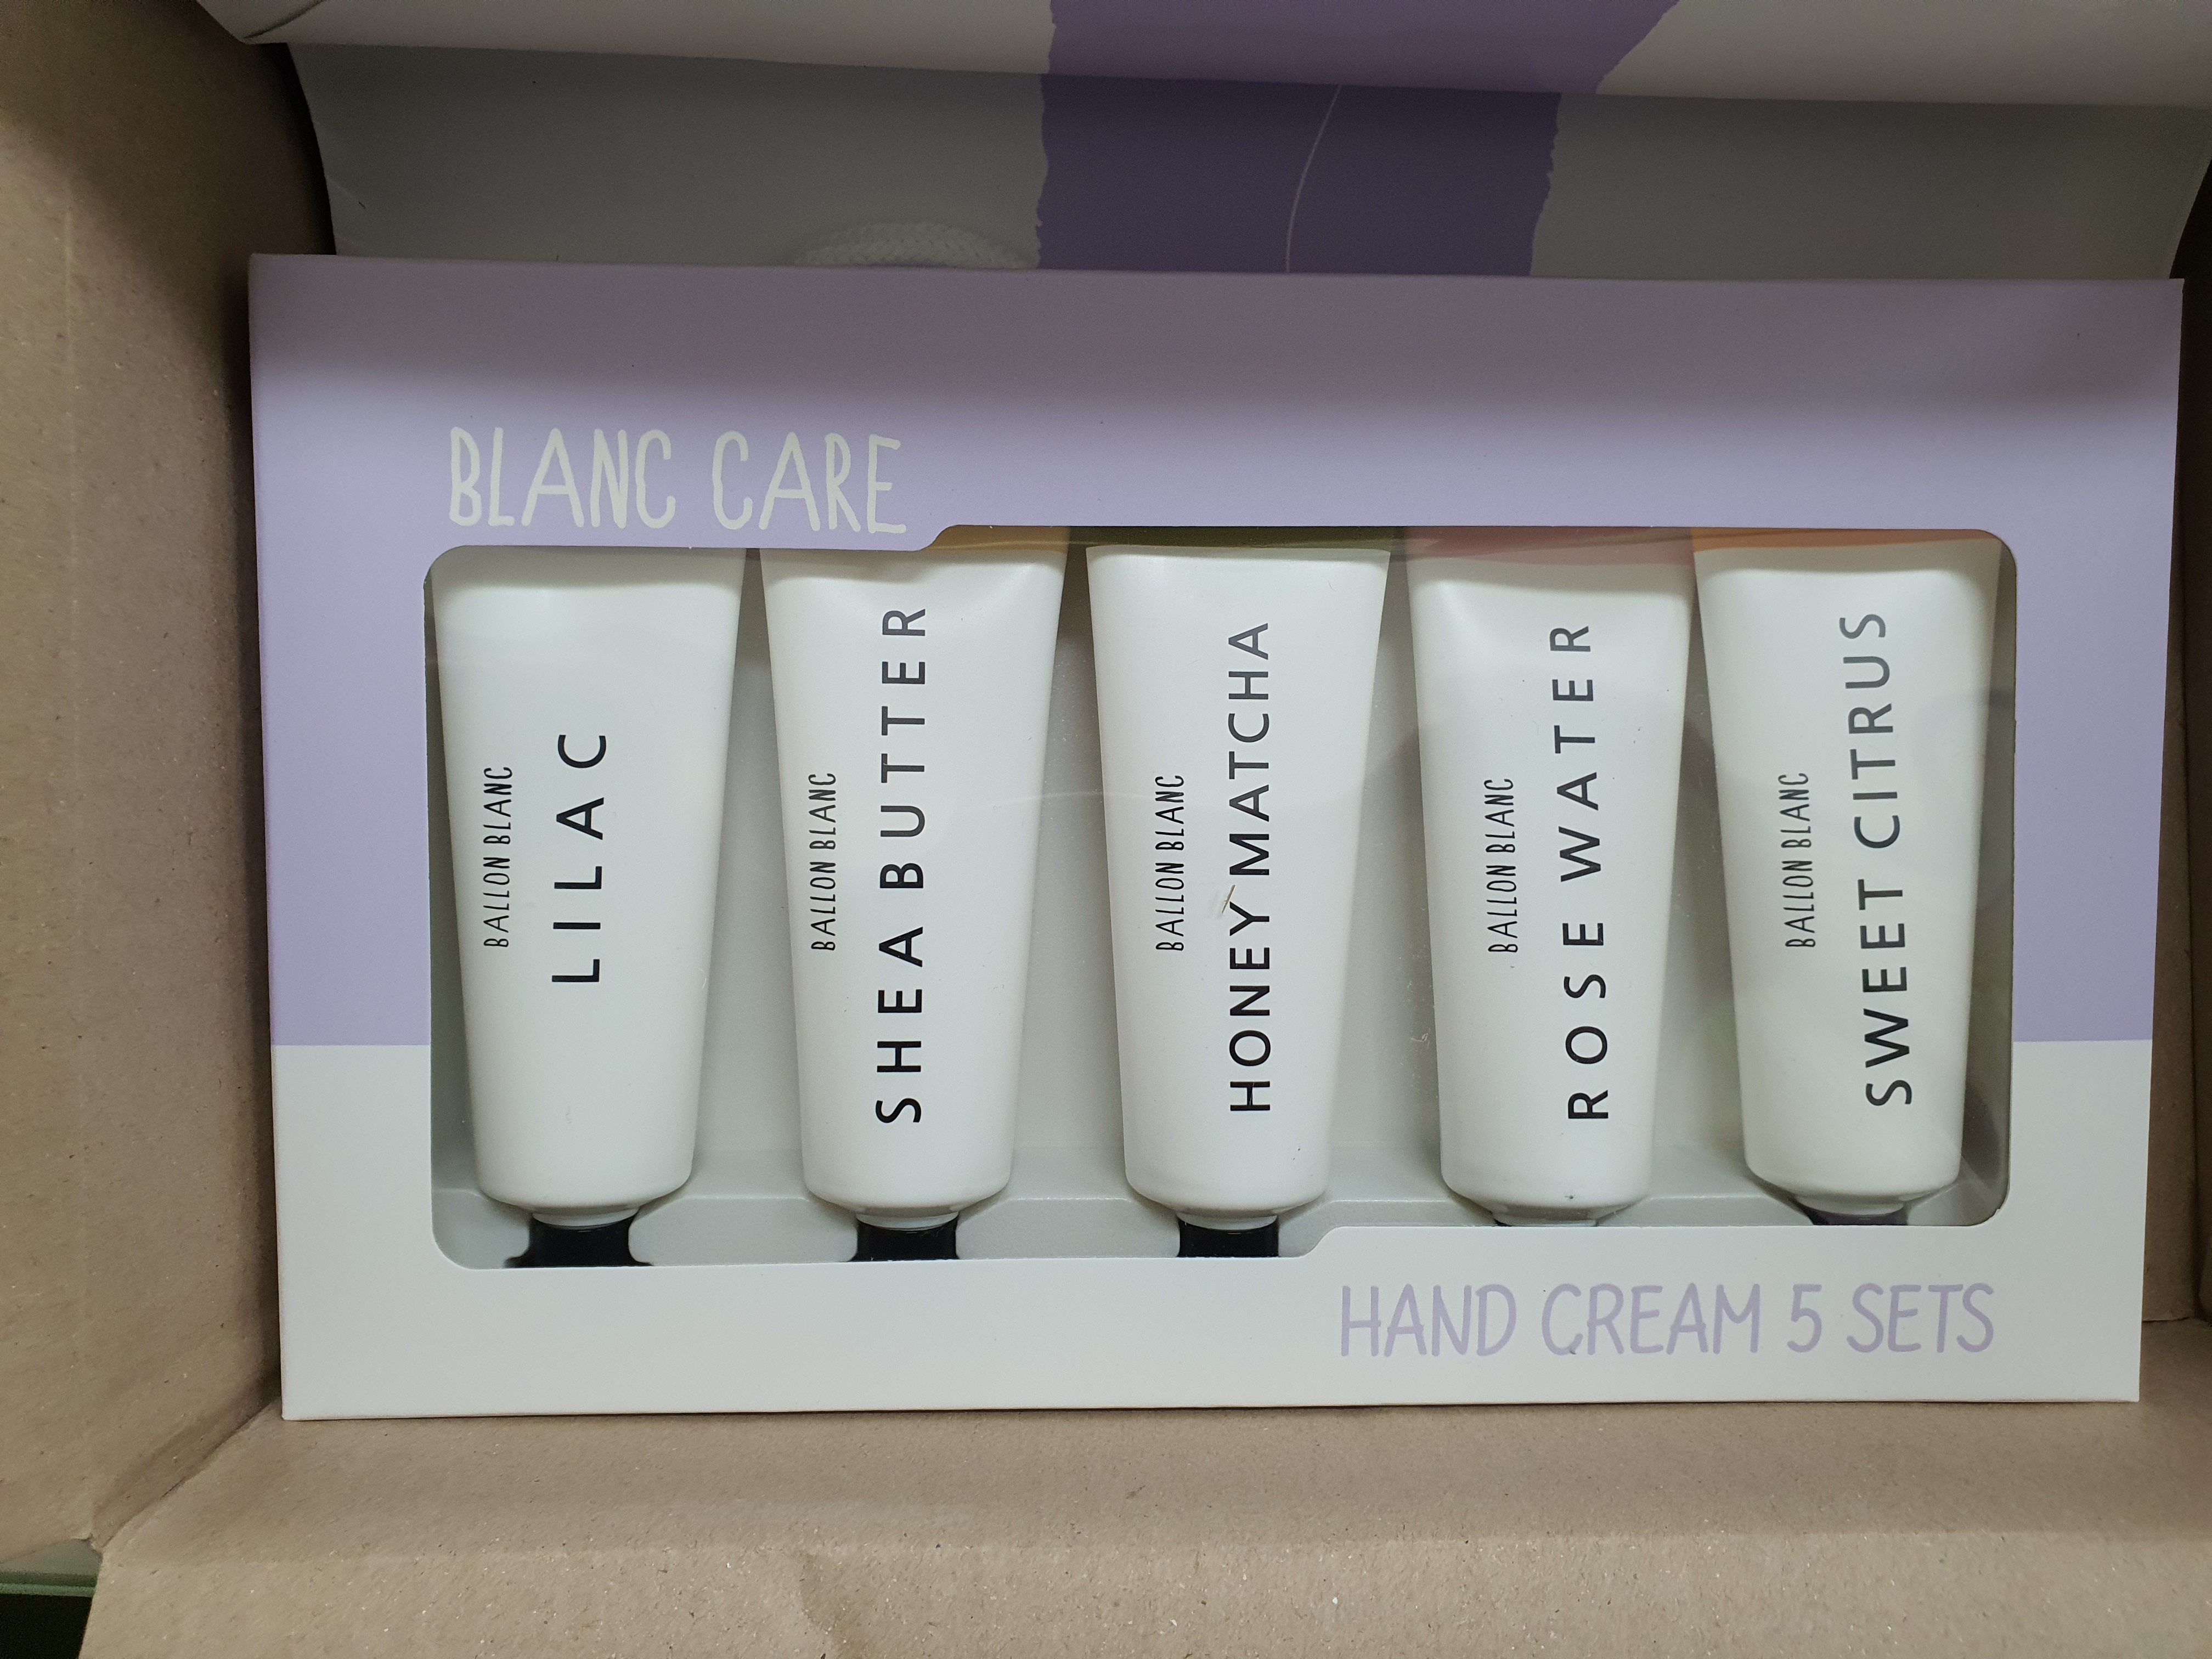 BLANC CARE
BALLON BLANC
LILAC
BALLON BLANC
SHEA BUTTER
BALLON BLANC
HONEY MATCHA
BALLON BLANC
ROSE WATER
BALLON BLANC
SWEET CITRUS
HAND CREAM 5 SETS